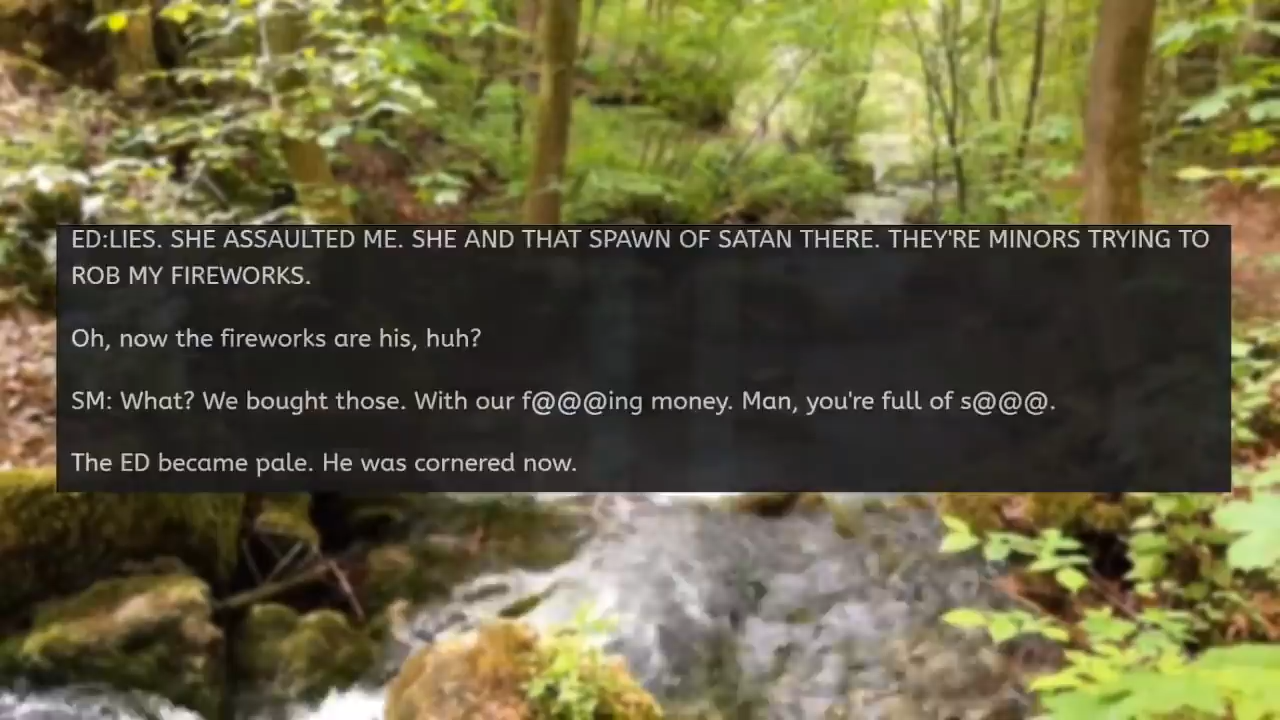 ED:LIES. SHE ASSAULTED ME. SHE AND THAT SPAWN OF SATAN THERE. THEY'RE MINORS TRYING TO
ROB MY FIREWORKS.
Oh, now the fireworks are his, huh?
SM: What? We bought those. With our f@@@ing money. Man, you're full of s@@@.
The ED became pale. He was cornered now.